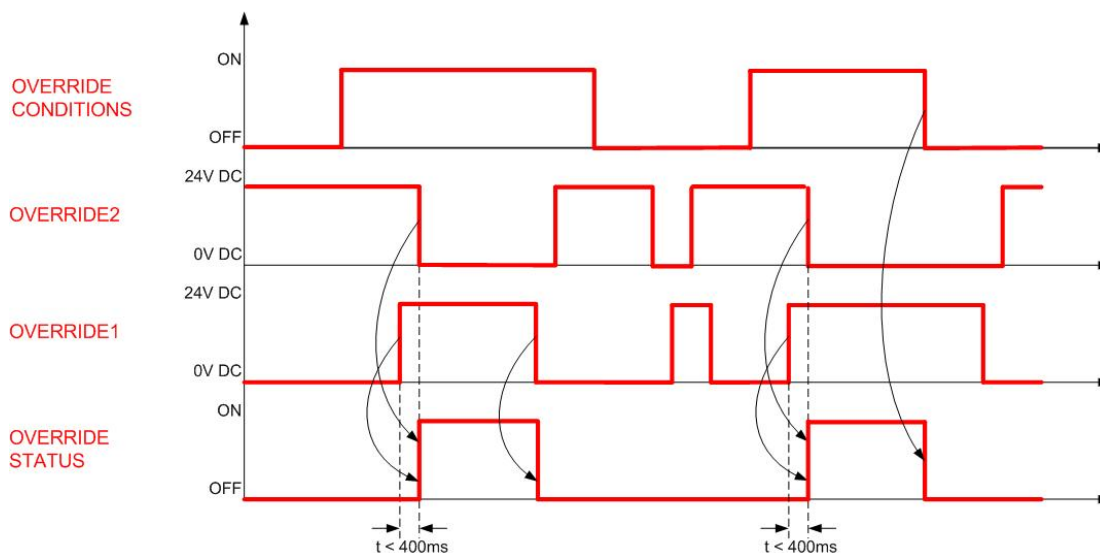 ON
OVERRIDE
CONDITIONS
OFF
24V DC
OVERRIDE2
0V DC
24V DC
OVERRIDE1
0V DC
ON
OVERRIDE
STATUS
OFF
t < 400ms
t < 400ms